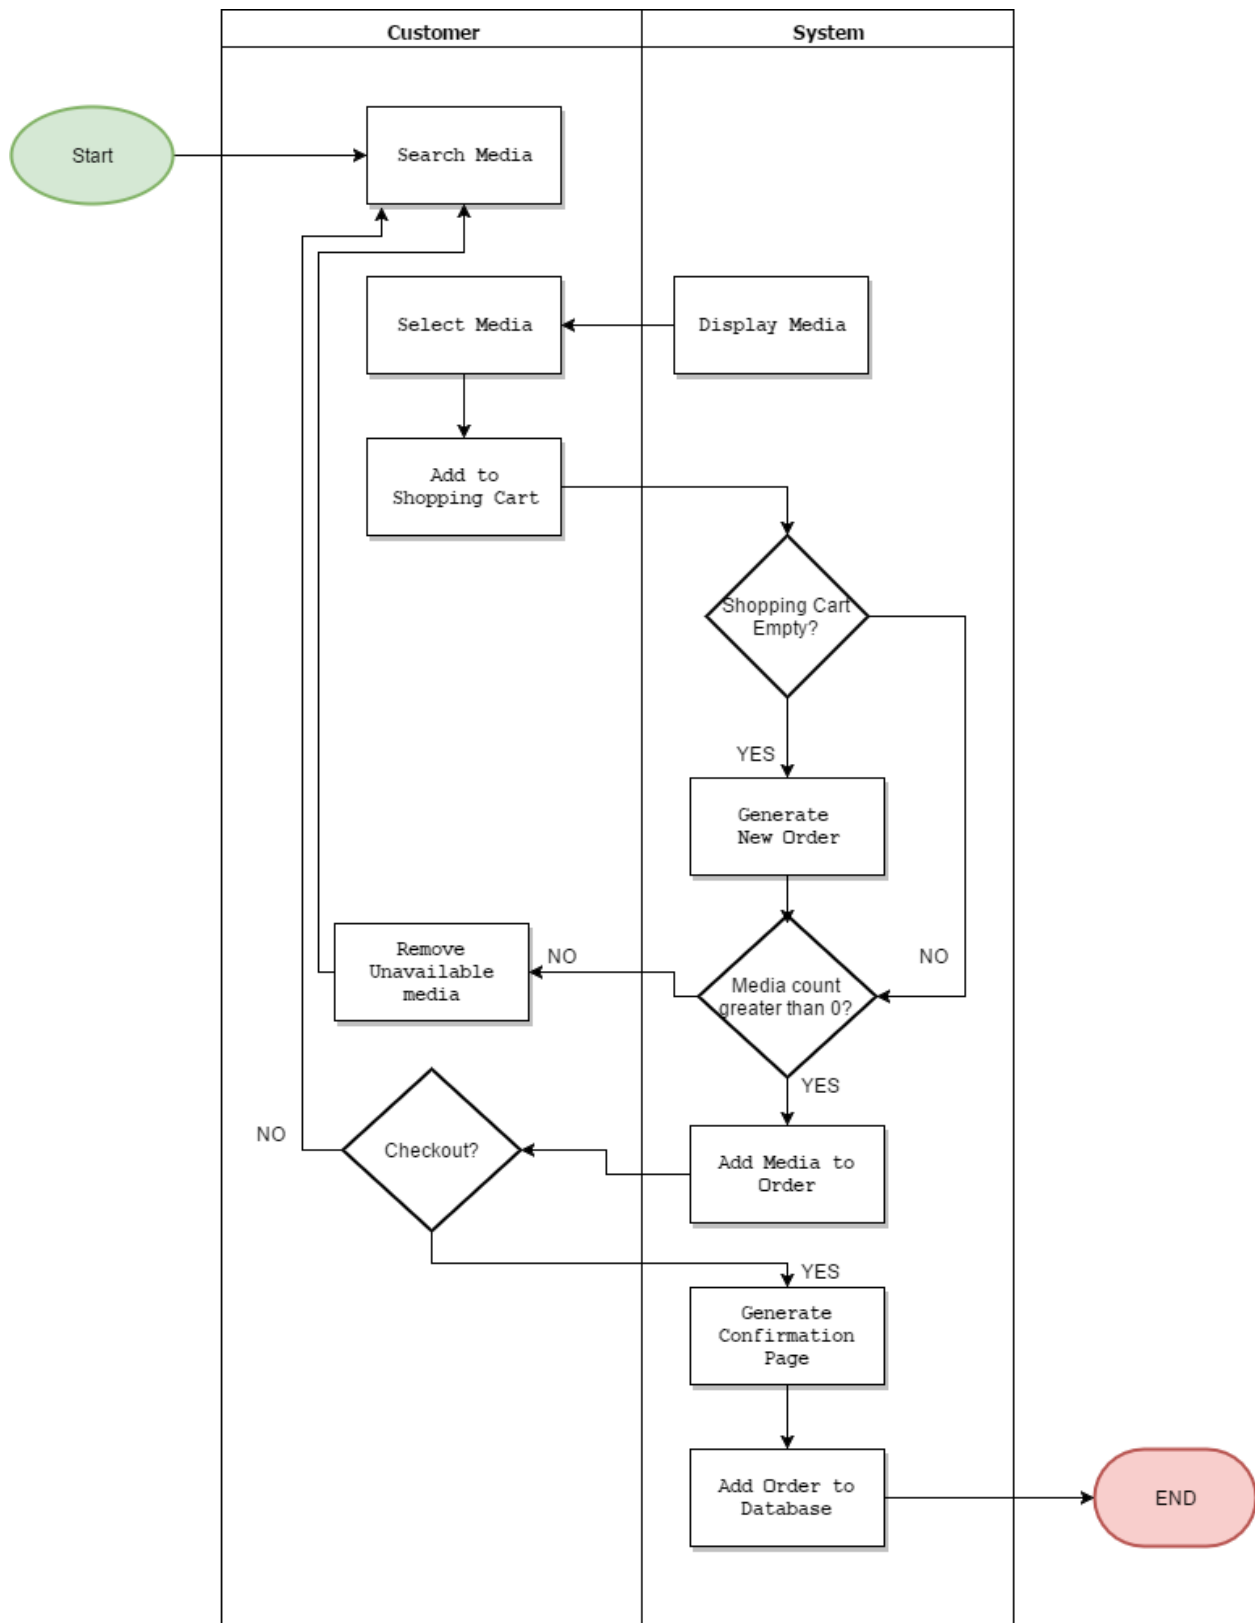 Customer
System
Start
Search Media
Select Media
Display Media
Add to
Shopping Cart
Shopping Cart
Empty?
YES
Generate
New Order
Remove
Unavailable
media
NO
NO
Media count
greater than 0?
YES
NO
Checkout?
Add Media to
Order
YES
Generate
Confirmation
Page
Add Order to
Database
END